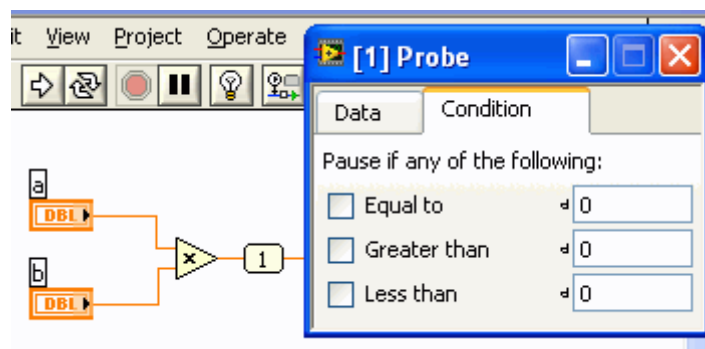 it View Project Operate
[1] Probe
Data Condition
Pause if any of the following:
Equal to d 0
Greater than d 0
Less than d 0
a
DBL
b
DBL
x
1